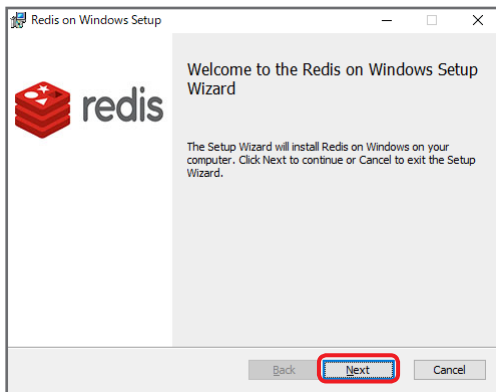 Redis on Windows Setup
redis
Welcome to the Redis on Windows Setup
Wizard
The Setup Wizard will install Redis on Windows on your
computer. Click Next to continue or Cancel to exit the Setup
Wizard.
Back
Next
Cancel